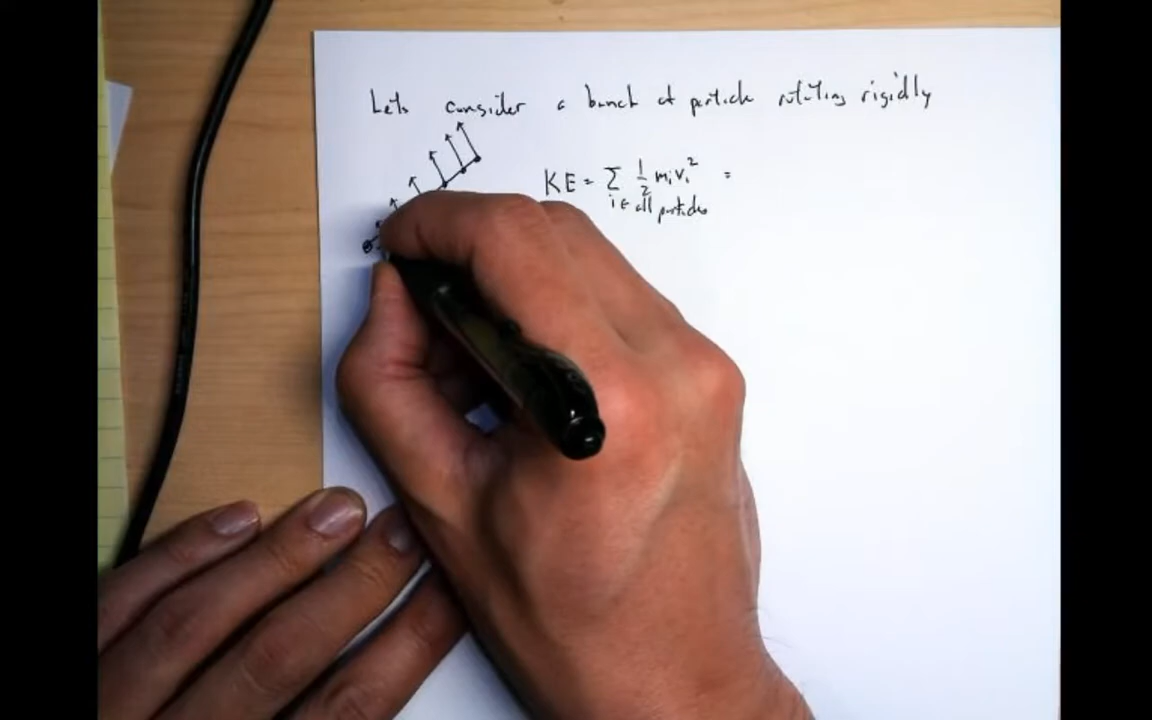 Lets consider a bunch of particle rotating rigidly
KE = ∑ 1/2 mᵢvᵢ² =
i ∈ all particles